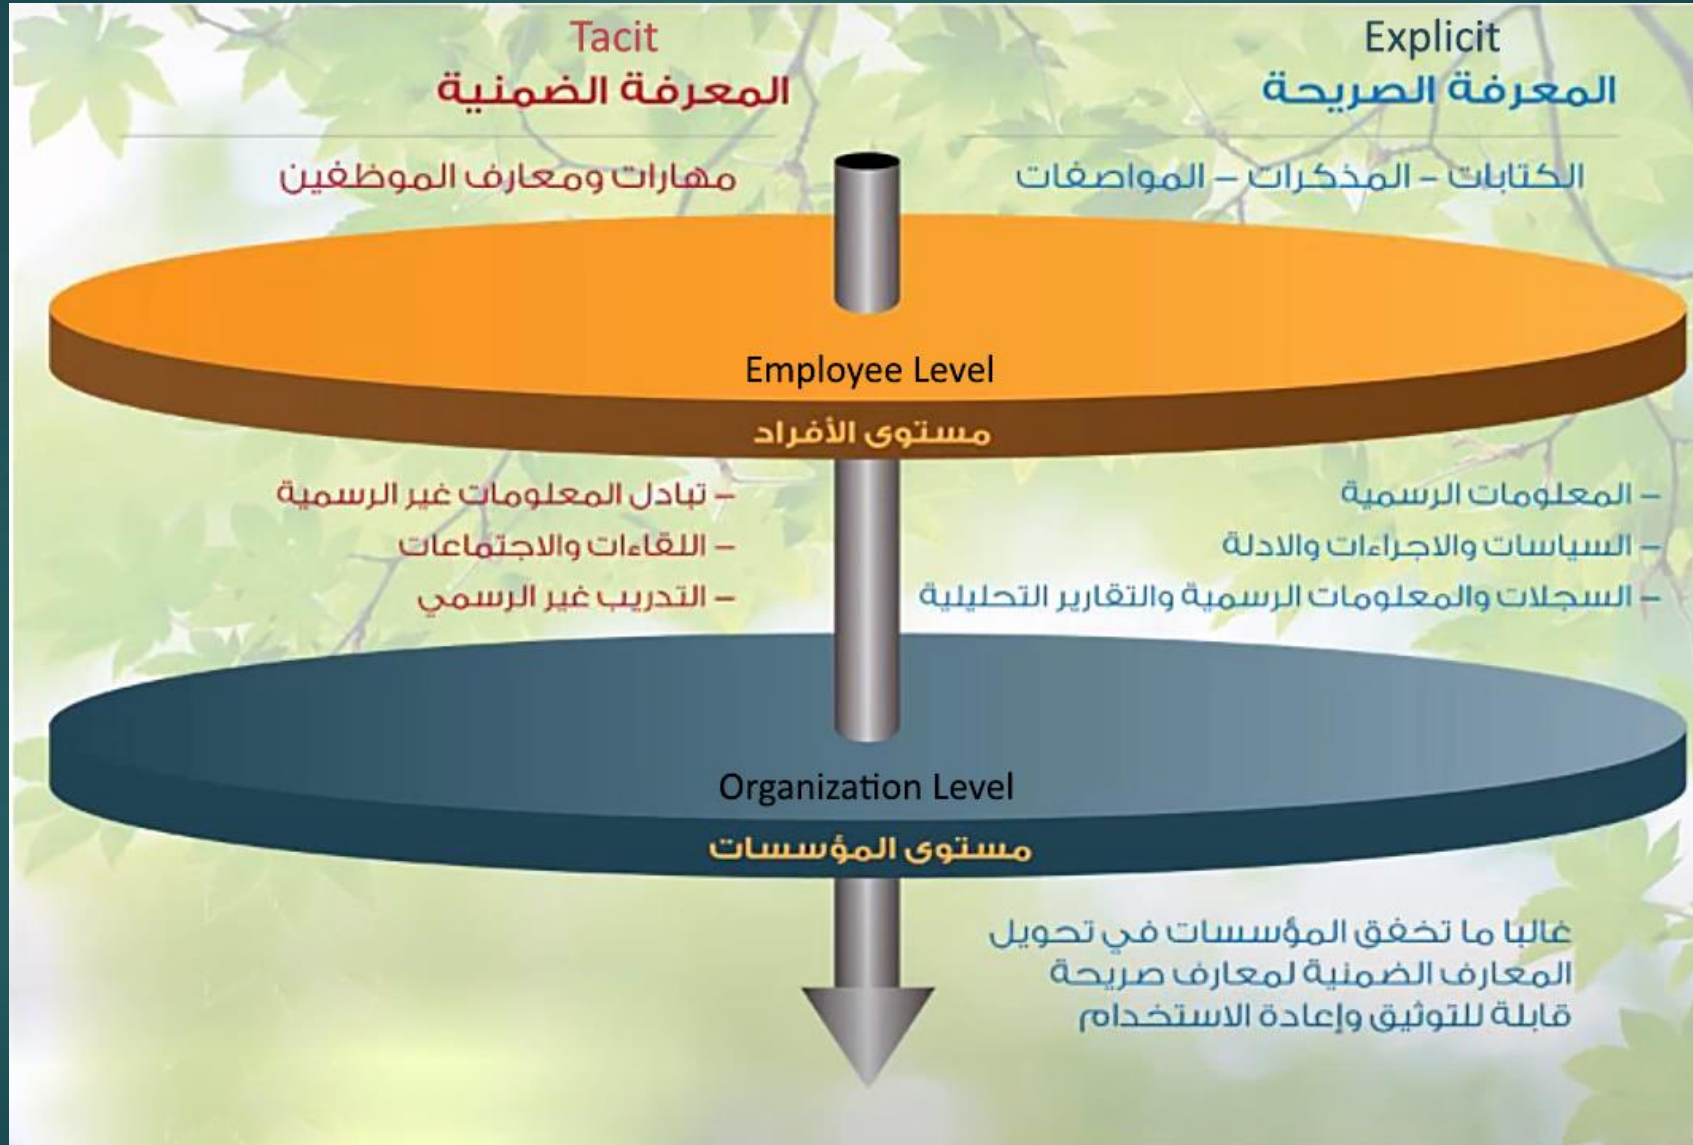 Explicit
المعرفة الصريحة
Tacit
المعرفة الضمنية
الكتابات – المذكرات – المواصفات
مهارات ومعارف الموظفين
Employee Level
مستوى الأفراد
– المعلومات الرسمية
– السياسات والاجراءات والادلة
– السجلات والمعلومات الرسمية والتقارير التحليلية
– تبادل المعلومات غير الرسمية
– اللقاءات والاجتماعات
– التدريب غير الرسمي
Organization Level
مستوى المؤسسات
غالبا ما تخفق المؤسسات في تحويل
المعارف الضمنية لمعارف صريحة
قابلة للتوثيق وإعادة الاستخدام